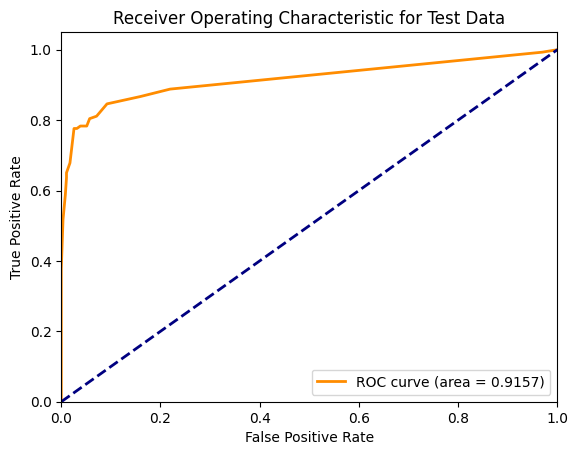 Receiver Operating Characteristic for Test Data
True Positive Rate
1.0
0.8
0.6
0.4
0.2
0.0
ROC curve (area = 0.9157)
0.0 0.2 0.4 0.6 0.8 1.0
False Positive Rate